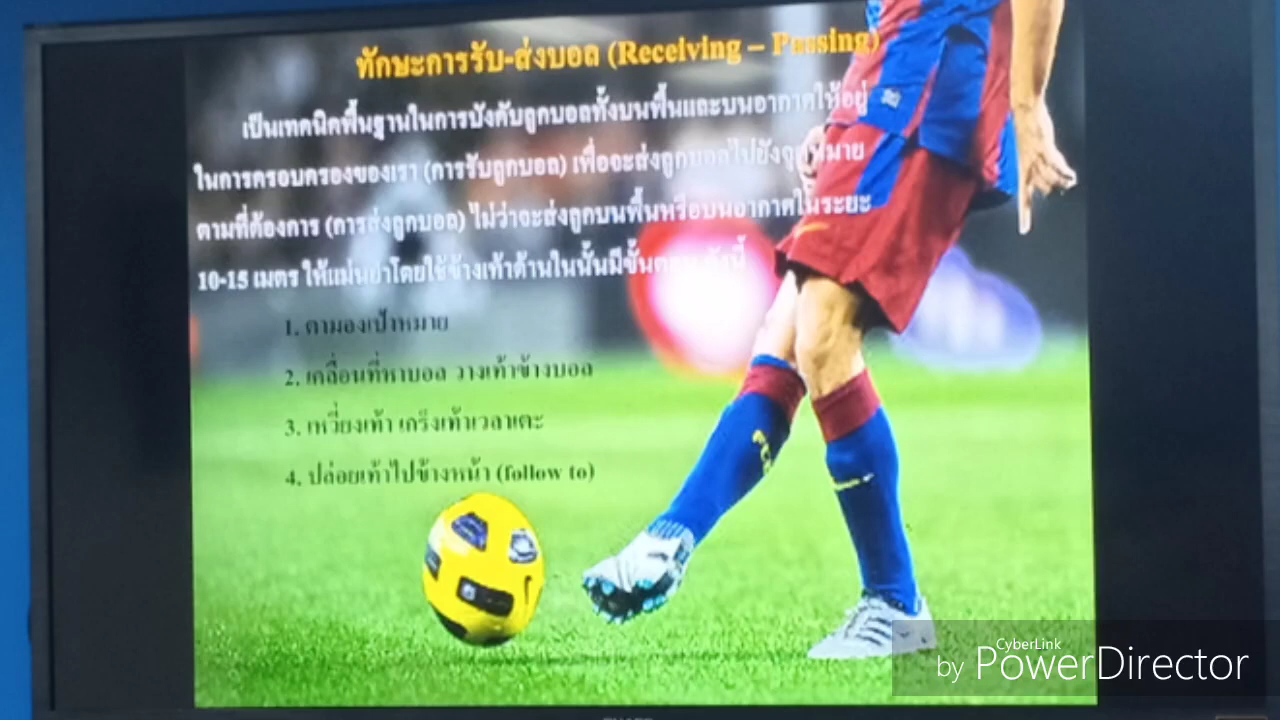 ทักษะการรับ-ส่งบอล (Receiving – Passing)
เป็นเทคนิคพื้นฐานในการบังคับลูกบอลทั้งบนพื้นและบนอากาศให้อยู่
ในการครอบครองของเรา (การรับลูกบอล) เพื่อจะส่งลูกบอลไปยังจุดหมาย
ตามที่ต้องการ (การส่งลูกบอล) ไม่ว่าจะส่งลูกบนพื้นหรือบนอากาศในระยะ
10-15 เมตร ให้แม่นยำโดยใช้ข้างเท้าด้านในนั้นมีขั้นตอน ดังนี้
1. ตามองเป้าหมาย
2. เคลื่อนที่หาบอล วางเท้าข้างบอล
3. เหวี่ยงเท้า เกร็งเท้าเวลาเตะ
4. ปล่อยเท้าไปข้างหน้า (follow to)
CyberLink
by PowerDirector